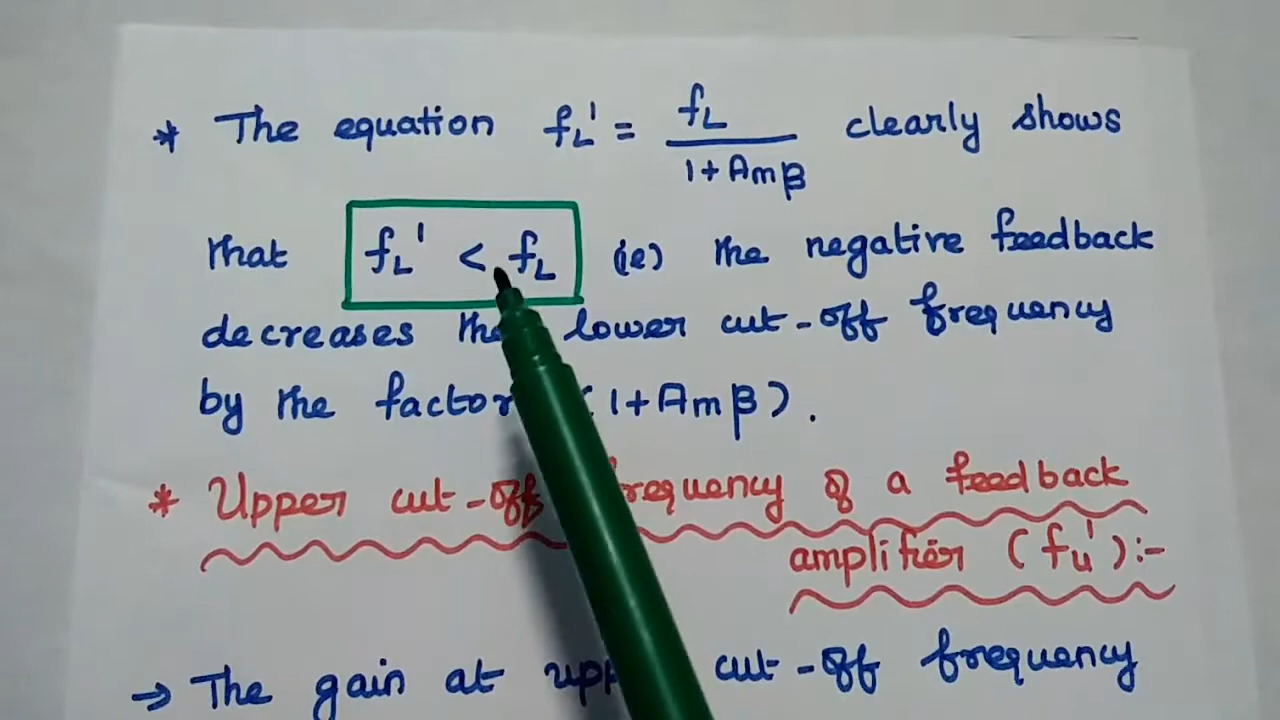 * The equation fL' = fL / 1+Amβ clearly shows
that fL' < fL (ie) the negative feedback
decreases the lower cut-off frequency
by the factor (1+Amβ).
* Upper cut-off frequency of a feedback
amplifier (fu'):-
→ The gain at upper cut-off frequency